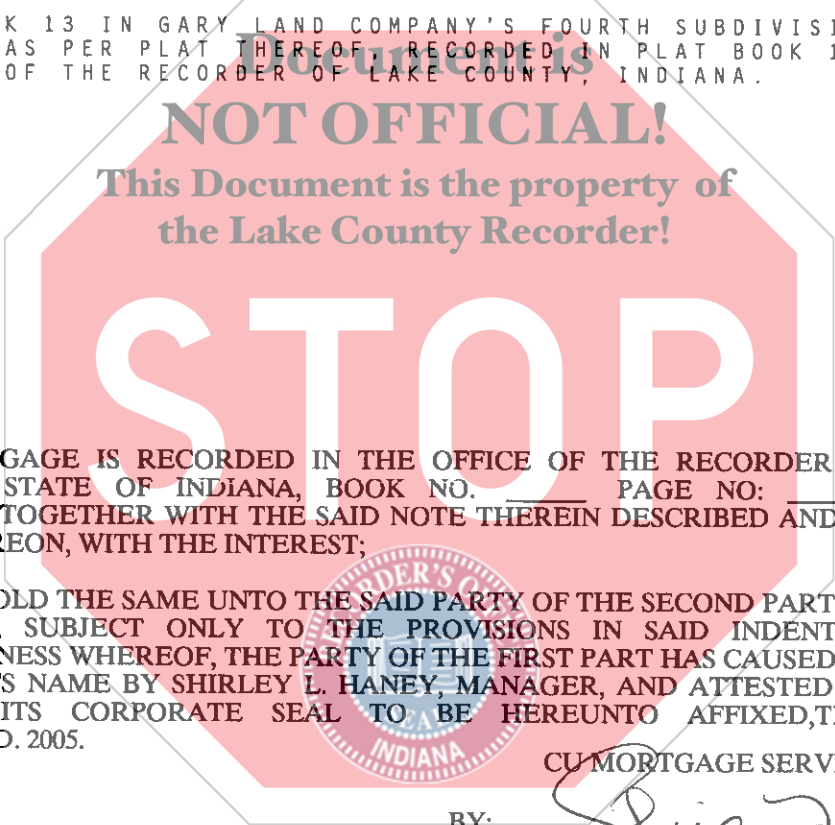 K 13 IN GARY LAND COMPANY'S FOURTH SUBDIVISI
AS PER PLAT THEREOF, RECORDED IN PLAT BOOK 1
OF THE RECORDER OF LAKE COUNTY, INDIANA.
Document is
NOT OFFICIAL!
This Document is the property of
the Lake County Recorder!
STOP
GAGE IS RECORDED IN THE OFFICE OF THE RECORDER
STATE OF INDIANA, BOOK NO. ______ PAGE NO: ___
TOGETHER WITH THE SAID NOTE THEREIN DESCRIBED AND
REON, WITH THE INTEREST;
OLD THE SAME UNTO THE SAID PARTY OF THE SECOND PART
, SUBJECT ONLY TO THE PROVISIONS IN SAID INDENT
NESS WHEREOF, THE PARTY OF THE FIRST PART HAS CAUSED
'S NAME BY SHIRLEY L. HANEY, MANAGER, AND ATTESTED
ITS CORPORATE SEAL TO BE HEREUNTO AFFIXED,T
D. 2005.
SEAL
INDIANA
CU MORTGAGE SERV
BY: